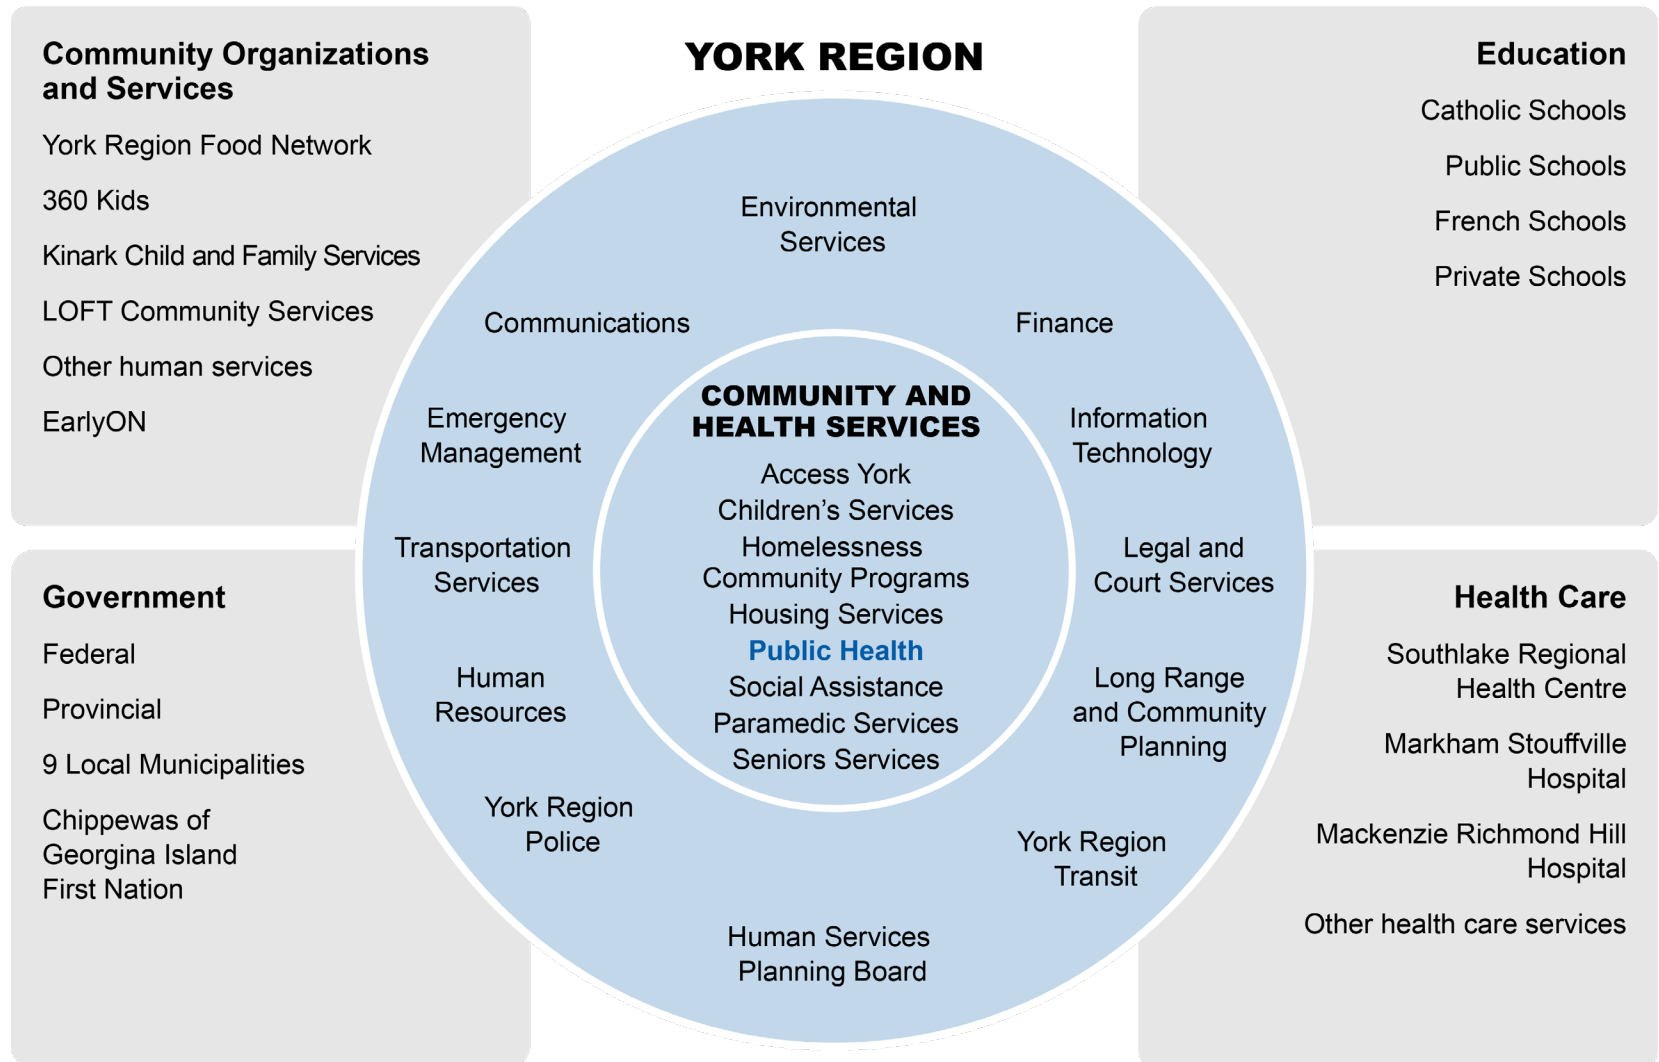 YORK REGION
Community Organizations
and Services
York Region Food Network
360 Kids
Kinark Child and Family Services
LOFT Community Services
Other human services
EarlyON
Education
Catholic Schools
Public Schools
French Schools
Private Schools
Environmental
Services
Communications
Finance
Emergency
Management
Information
Technology
Transportation
Services
Legal and
Court Services
Human
Resources
Long Range
and Community
Planning
York Region
Police
York Region
Transit
Human Services
Planning Board
COMMUNITY AND
HEALTH SERVICES
Access York
Children’s Services
Homelessness
Community Programs
Housing Services
Public Health
Social Assistance
Paramedic Services
Seniors Services
Government
Federal
Provincial
9 Local Municipalities
Chippewas of
Georgina Island
First Nation
Health Care
Southlake Regional
Health Centre
Markham Stouffville
Hospital
Mackenzie Richmond Hill
Hospital
Other health care services